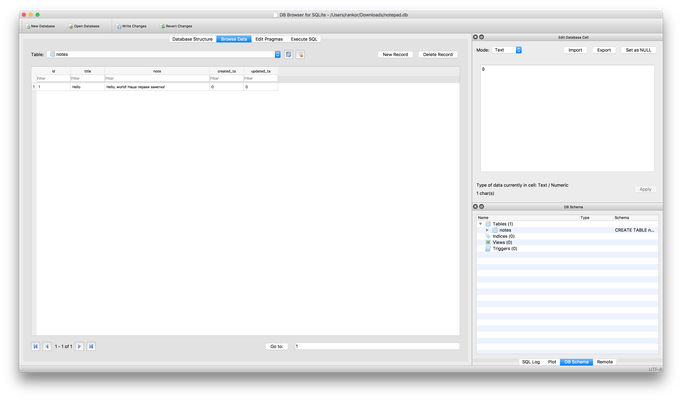 DB Browser for SQLite - /Users/rankor/Downloads/notepad.db
New Database Open Database Write Changes Revert Changes
Database Structure Browse Data Edit Pragmas Execute SQL
Table: notes New Record Delete Record
id title note created_ts updated_ts
Filter Filter Filter Filter Filter
1 1 Hello Hello, world! Наша первая заметка! 0 0
1 - 1 of 1 Go to: 1
Edit Database Cell
Mode: Text Import Export Set as NULL
0
Type of data currently in cell: Text / Numeric
1 char(s)
Apply
DB Schema
Name Type Schema
Tables (1)
notes CREATE TABLE n...
Indices (0)
Views (0)
Triggers (0)
SQL Log Plot DB Schema Remote
UTF-8